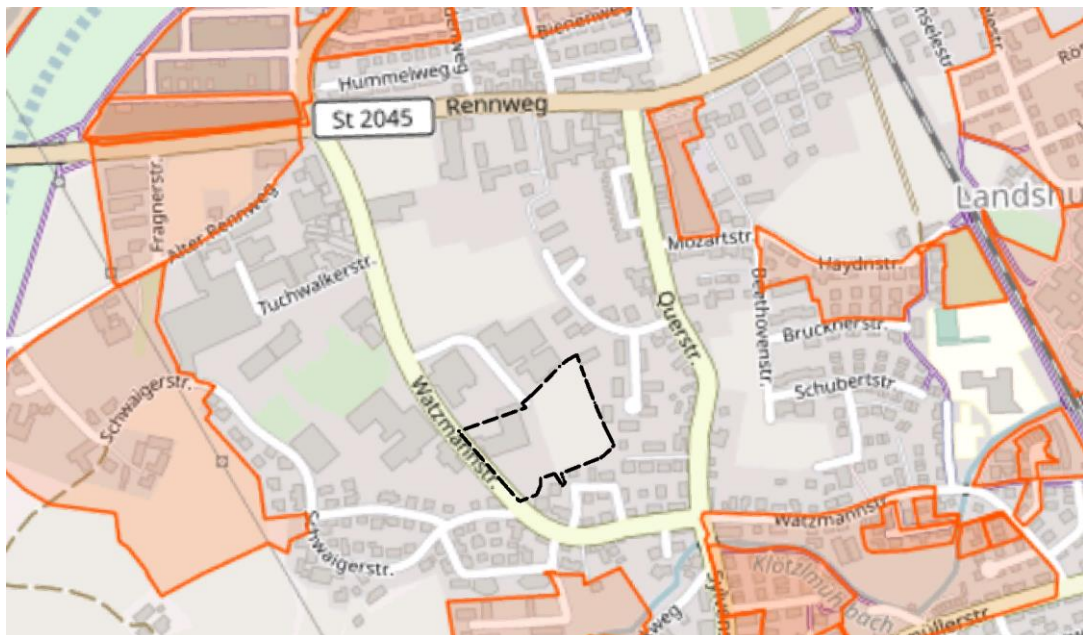 Bienenweg
Hummelweg
Rennweg
St 2045
Fragnerstr.
Alter Rennweg
Landshu
Mozartstr.
Haydnstr.
Tuchwalkerstr.
Querstr.
Beethovenstr.
Brucknerstr.
Schubertstr.
Schwaigerstr.
Watzmannstr.
Watzmannstr.
Schwaigerstr.
Klötzlmühlbach
müllerstr.
weg